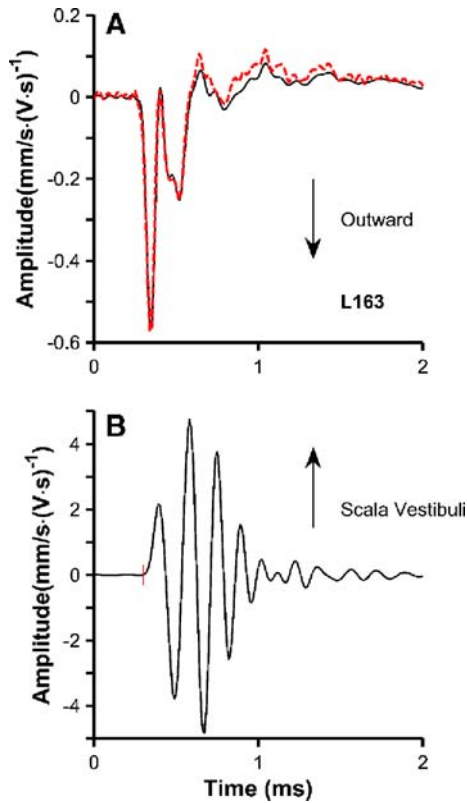 A
Amplitude(mm/s·(V·s)⁻¹)
0.2
0
-0.2
-0.4
-0.6
Outward
L163
0
1
2
B
Amplitude(mm/s·(V·s)⁻¹)
4
2
0
-2
-4
Scala Vestibuli
0
1
2
Time (ms)